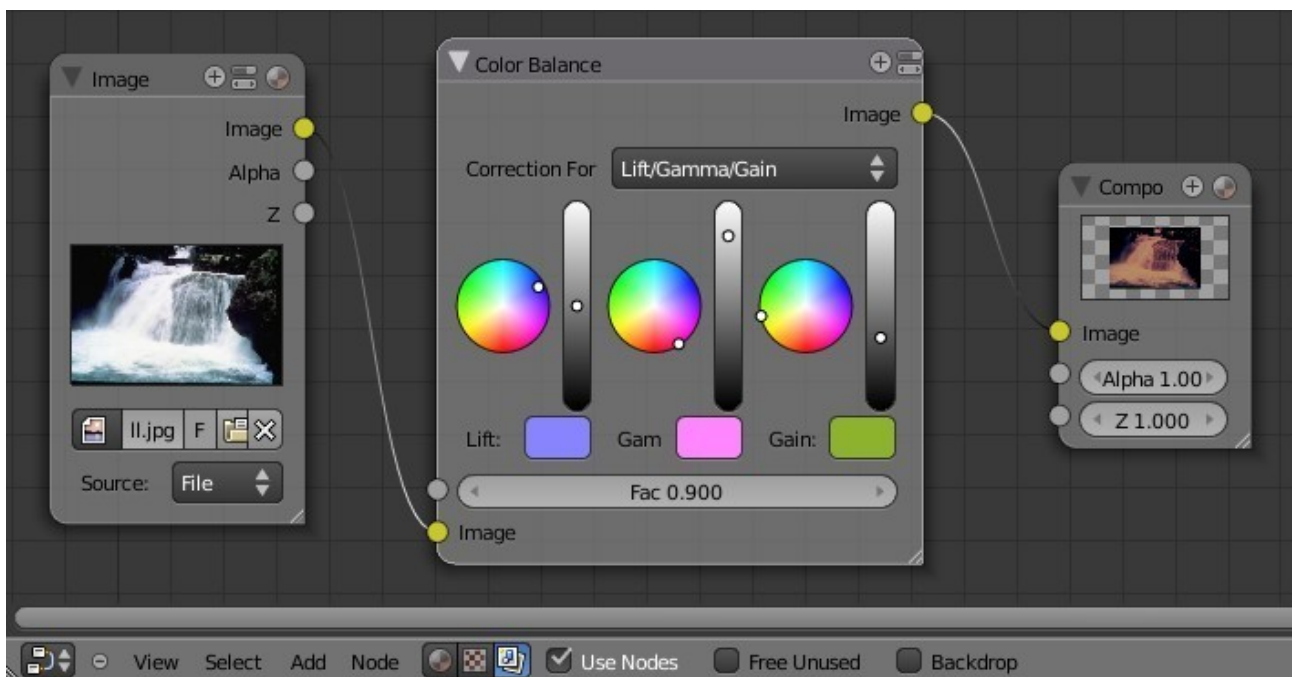 Image
Image
Alpha
Z
ll.jpg F
Source: File
Color Balance
Image
Correction For Lift/Gamma/Gain
Lift: Gam Gain:
Fac 0.900
Image
Compo
Image
Alpha 1.00
Z 1.000
View Select Add Node Use Nodes Free Unused Backdrop